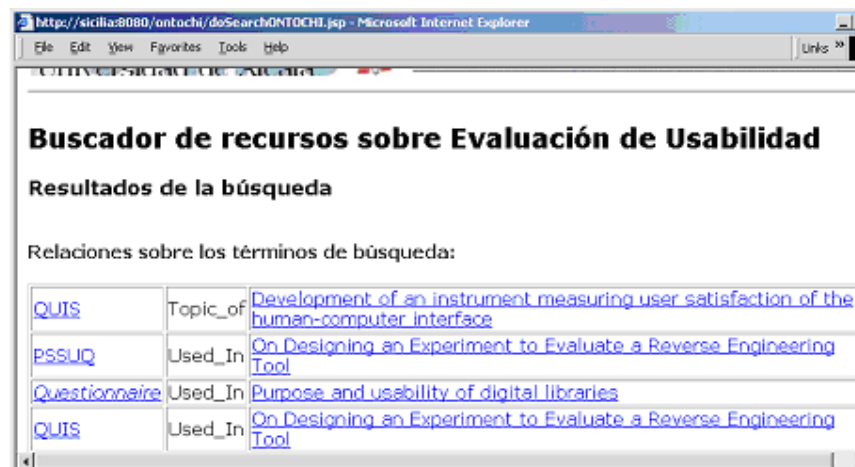 http://sicilia:8080/ontochi/doSearchONTOCHI.jsp - Microsoft Internet Explorer
File Edit View Favorites Tools Help Links »
Universidad de Alcalá
Buscador de recursos sobre Evaluación de Usabilidad
Resultados de la búsqueda
Relaciones sobre los términos de búsqueda:
QUIS Topic_of Development of an instrument measuring user satisfaction of the
human-computer interface
PSSUQ Used_In On Designing an Experiment to Evaluate a Reverse Engineering
Tool
Questionnaire Used_In Purpose and usability of digital libraries
QUIS Used_In On Designing an Experiment to Evaluate a Reverse Engineering
Tool